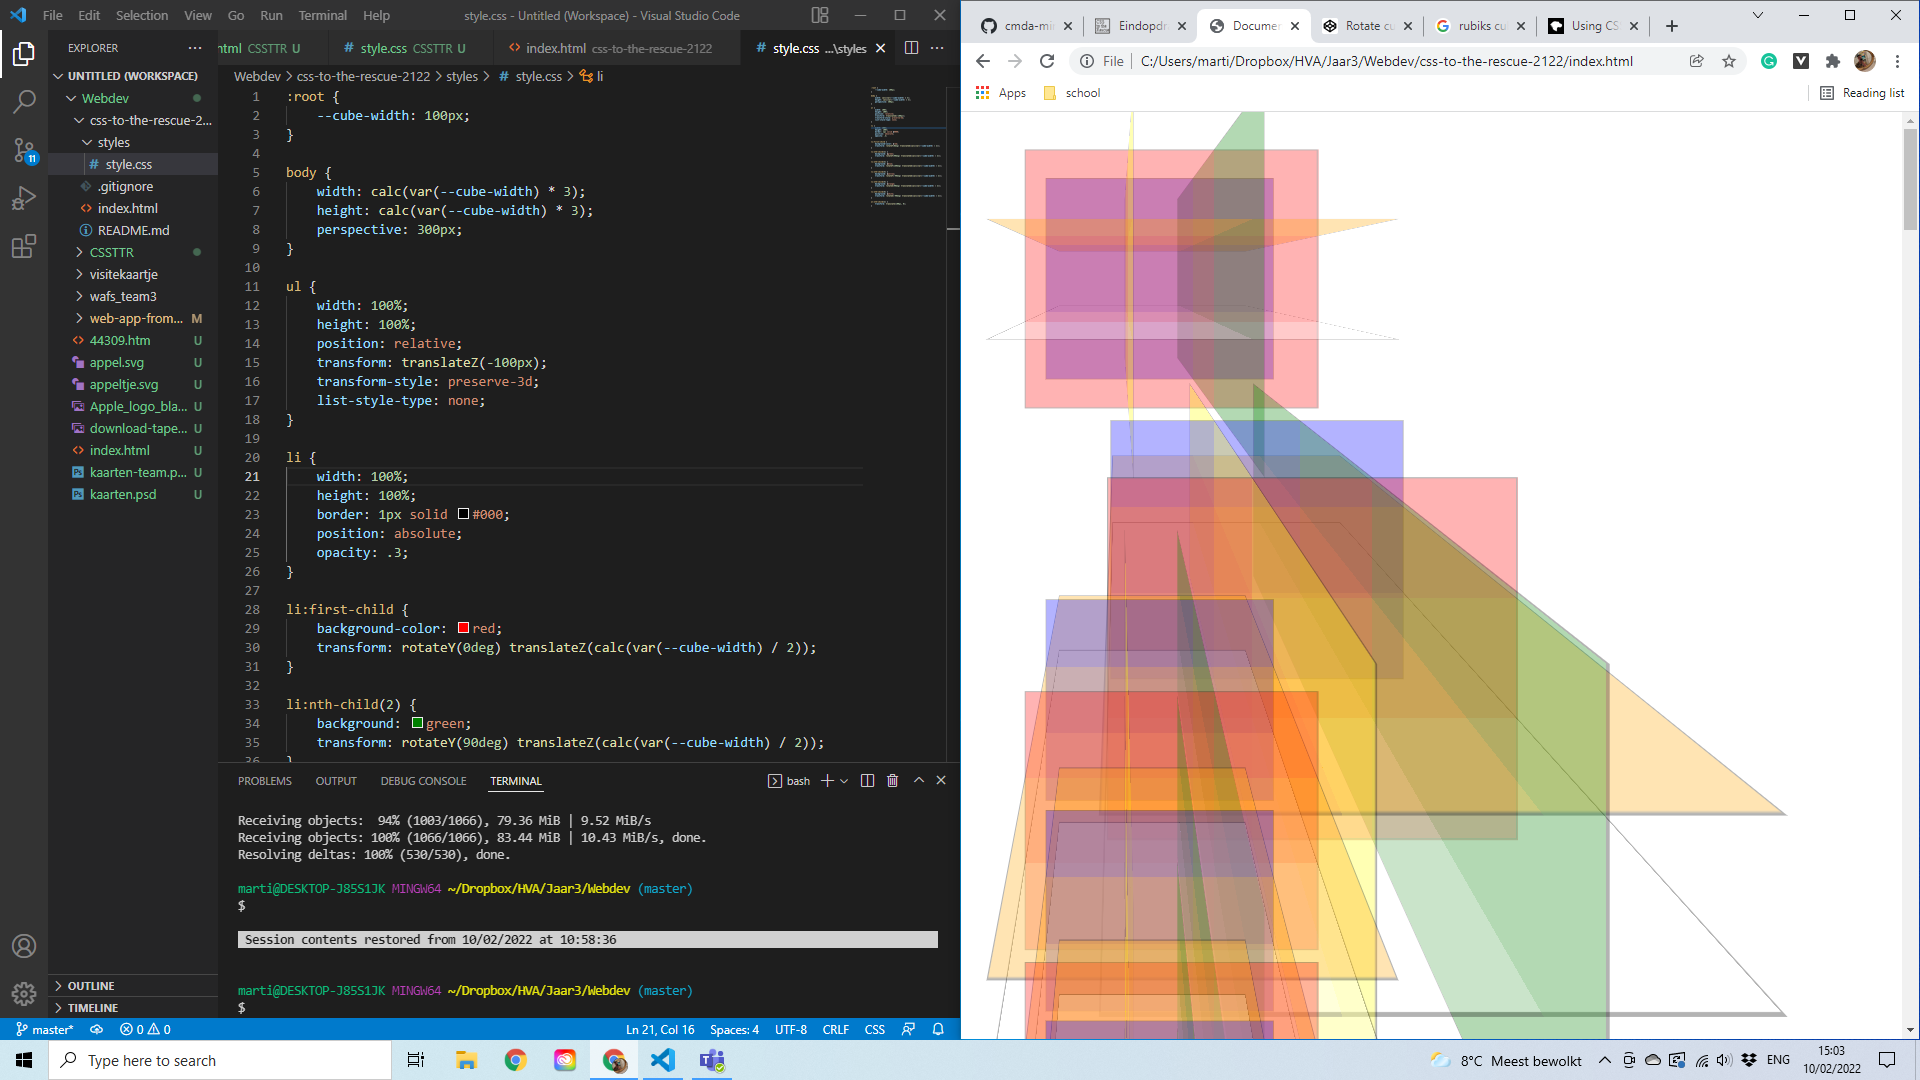 File Edit Selection View Go Run Terminal Help
style.css - Untitled (Workspace) - Visual Studio Code
EXPLORER
UNTITLED (WORKSPACE)
Webdev
css-to-the-rescue-2...
styles
# style.css
.gitignore
index.html
README.md
CSSTTR
visitekaartje
wafs_team3
web-app-from... M
44309.htm U
appel.svg U
appeltje.svg U
Apple_logo_bla... U
download-tape... U
index.html U
kaarten-team.p... U
kaarten.psd U
OUTLINE
TIMELINE
html CSSTTR U
# style.css CSSTTR U
index.html css-to-the-rescue-2122
# style.css ...\styles
Webdev > css-to-the-rescue-2122 > styles > # style.css > li
1 :root {
2 --cube-width: 100px;
3 }
4
5 body {
6 width: calc(var(--cube-width) * 3);
7 height: calc(var(--cube-width) * 3);
8 perspective: 300px;
9 }
10
11 ul {
12 width: 100%;
13 height: 100%;
14 position: relative;
15 transform: translateZ(-100px);
16 transform-style: preserve-3d;
17 list-style-type: none;
18 }
19
20 li {
21 width: 100%;
22 height: 100%;
23 border: 1px solid #000;
24 position: absolute;
25 opacity: .3;
26 }
27
28 li:first-child {
29 background-color: red;
30 transform: rotateY(0deg) translateZ(calc(var(--cube-width) / 2));
31 }
32
33 li:nth-child(2) {
34 background: green;
35 transform: rotateY(90deg) translateZ(calc(var(--cube-width) / 2));
36 }
PROBLEMS OUTPUT DEBUG CONSOLE TERMINAL
bash
Receiving objects: 94% (1003/1066), 79.36 MiB | 9.52 MiB/s
Receiving objects: 100% (1066/1066), 83.44 MiB | 10.43 MiB/s, done.
Resolving deltas: 100% (530/530), done.
marti@DESKTOP-J85S1JK MINGW64 ~/Dropbox/HVA/Jaar3/Webdev (master)
$
Session contents restored from 10/02/2022 at 10:58:36
marti@DESKTOP-J85S1JK MINGW64 ~/Dropbox/HVA/Jaar3/Webdev (master)
$
11
master* 0 0 Ln 21, Col 16 Spaces: 4 UTF-8 CRLF CSS
cmda-mi
Eindopdr
Documen
Rotate cu
rubiks cu
Using CS
File | C:/Users/marti/Dropbox/HVA/Jaar3/Webdev/css-to-the-rescue-2122/index.html
Apps school Reading list
Type here to search
8°C Meest bewolkt
ENG
15:03
10/02/2022